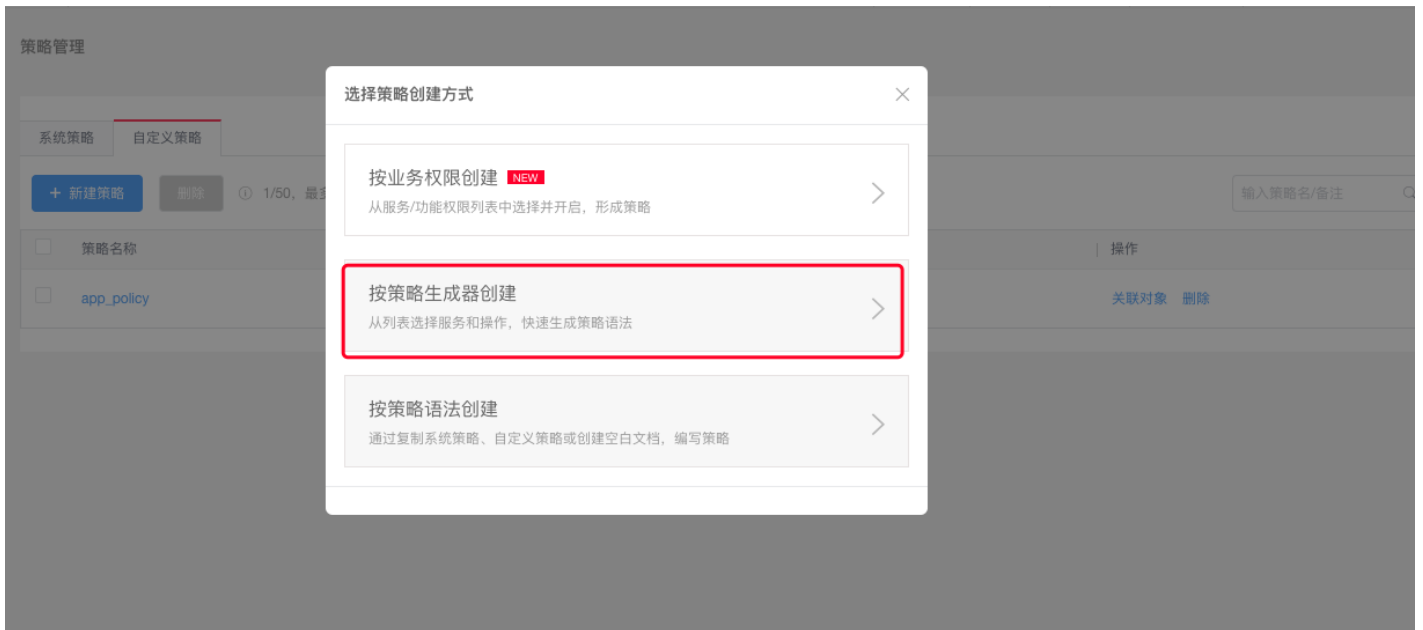 策略管理
选择策略创建方式
系统策略
自定义策略
按业务权限创建 NEW
从服务/功能权限列表中选择并开启，形成策略
+ 新建策略
删除
1/50，最多
输入策略名/备注
策略名称
操作
按策略生成器创建
从列表选择服务和操作，快速生成策略语法
app_policy
关联对象 删除
按策略语法创建
通过复制系统策略、自定义策略或创建空白文档，编写策略